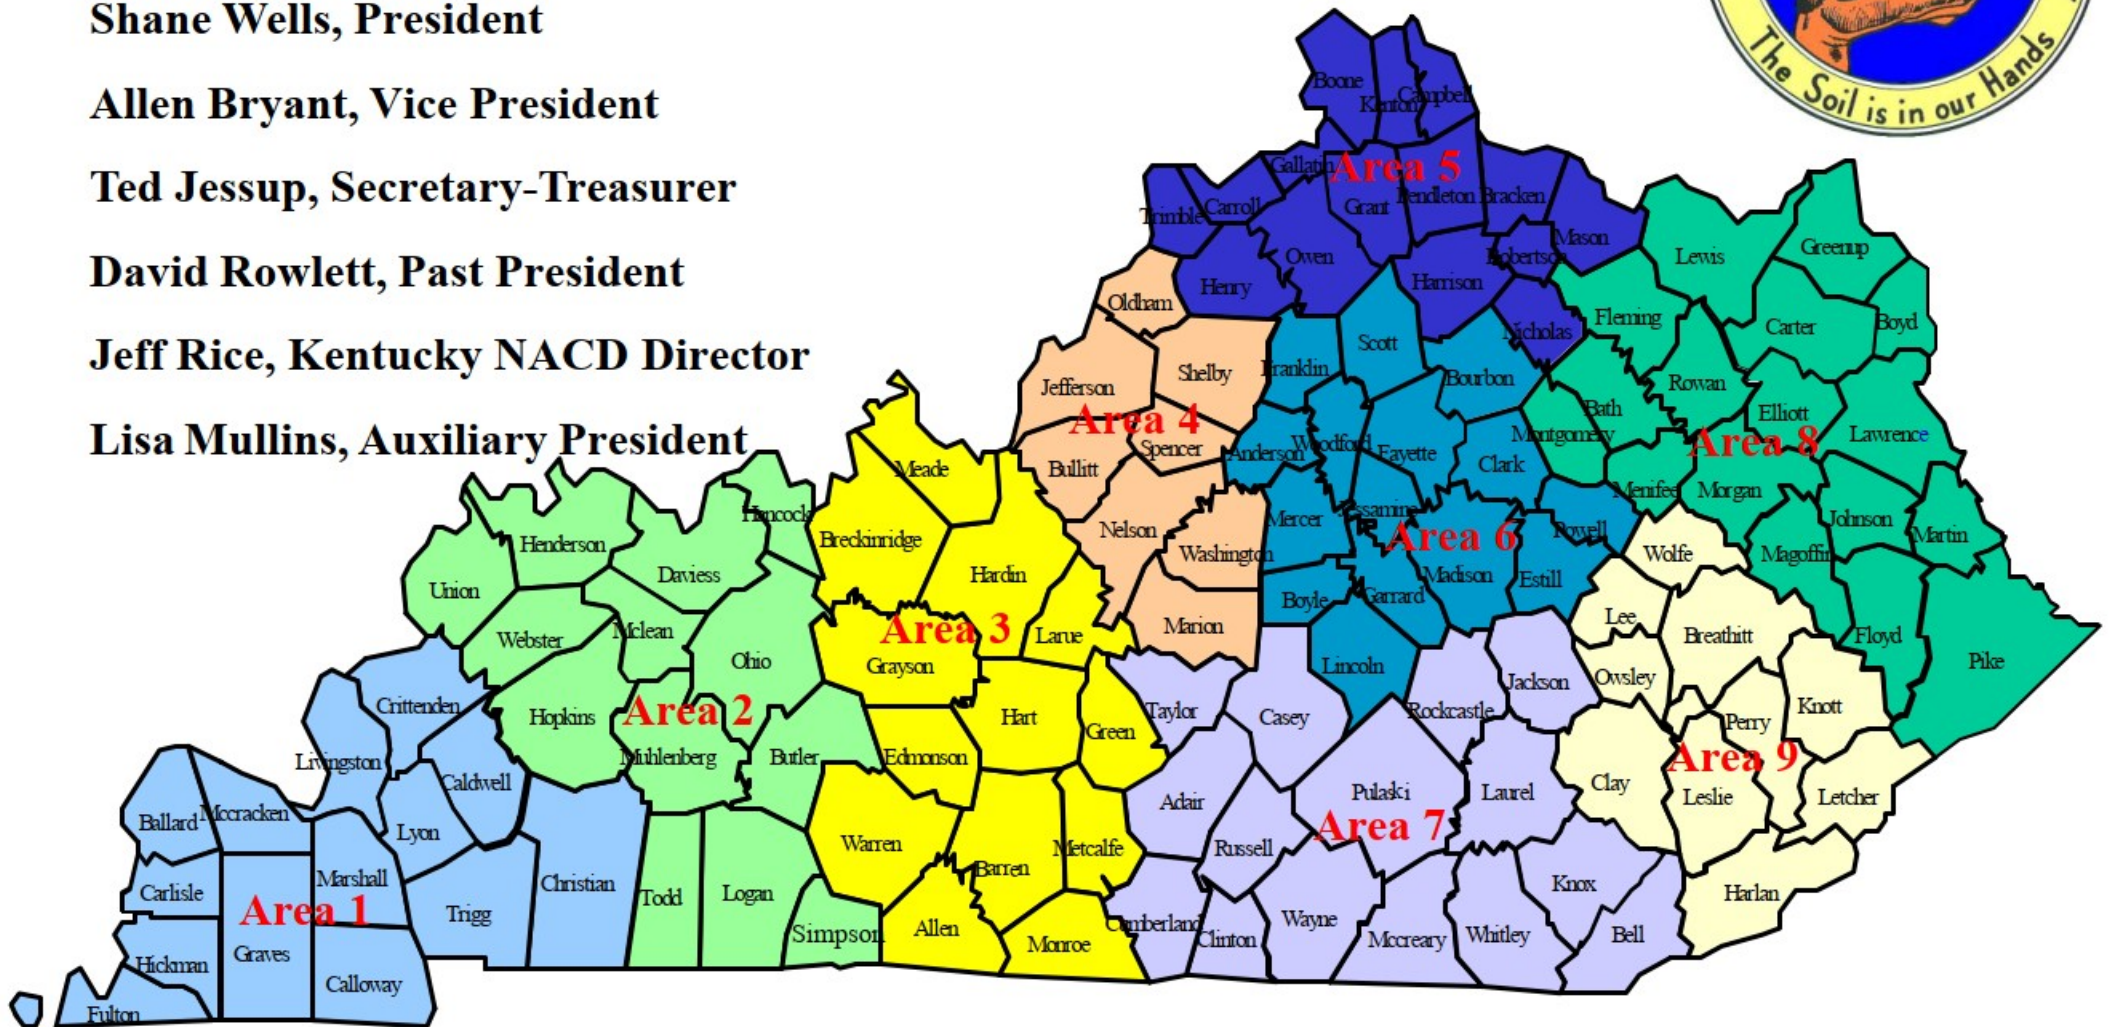 Shane Wells, President
Allen Bryant, Vice President
Ted Jessup, Secretary-Treasurer
David Rowlett, Past President
Jeff Rice, Kentucky NACD Director
Lisa Mullins, Auxiliary President
The Soil is in our Hands
Boone
Kenton
Campbell
Gallatin
Area 5
Trimble
Carroll
Grant
Pendleton
Bracken
Mason
Owen
Robertson
Henry
Harrison
Nicholas
Lewis
Greenup
Fleming
Carter
Boyd
Rowan
Bath
Elliott
Montgomery
Area 8
Lawrence
Menifee
Morgan
Johnson
Martin
Magoffin
Floyd
Pike
Oldham
Jefferson
Shelby
Area 4
Spencer
Bullitt
Nelson
Washington
Marion
Scott
Franklin
Bourbon
Anderson
Woodford
Fayette
Clark
Mercer
Jessamine
Area 6
Powell
Madison
Estill
Boyle
Garrard
Lincoln
Meade
Breckinridge
Hardin
Area 3
Larue
Grayson
Hart
Green
Edmonson
Warren
Barren
Metcalfe
Allen
Monroe
Hancock
Henderson
Daviess
Union
Webster
Mclean
Ohio
Hopkins
Area 2
Muhlenberg
Butler
Todd
Logan
Simpson
Crittenden
Livingston
Caldwell
Ballard
Mccracken
Lyon
Carlisle
Marshall
Christian
Area 1
Trigg
Hickman
Graves
Calloway
Fulton
Taylor
Casey
Rockcastle
Jackson
Adair
Pulaski
Laurel
Area 7
Russell
Knox
Cumberland
Clinton
Wayne
Mccreary
Whitley
Bell
Wolfe
Lee
Breathitt
Owsley
Perry
Knott
Area 9
Clay
Leslie
Letcher
Harlan